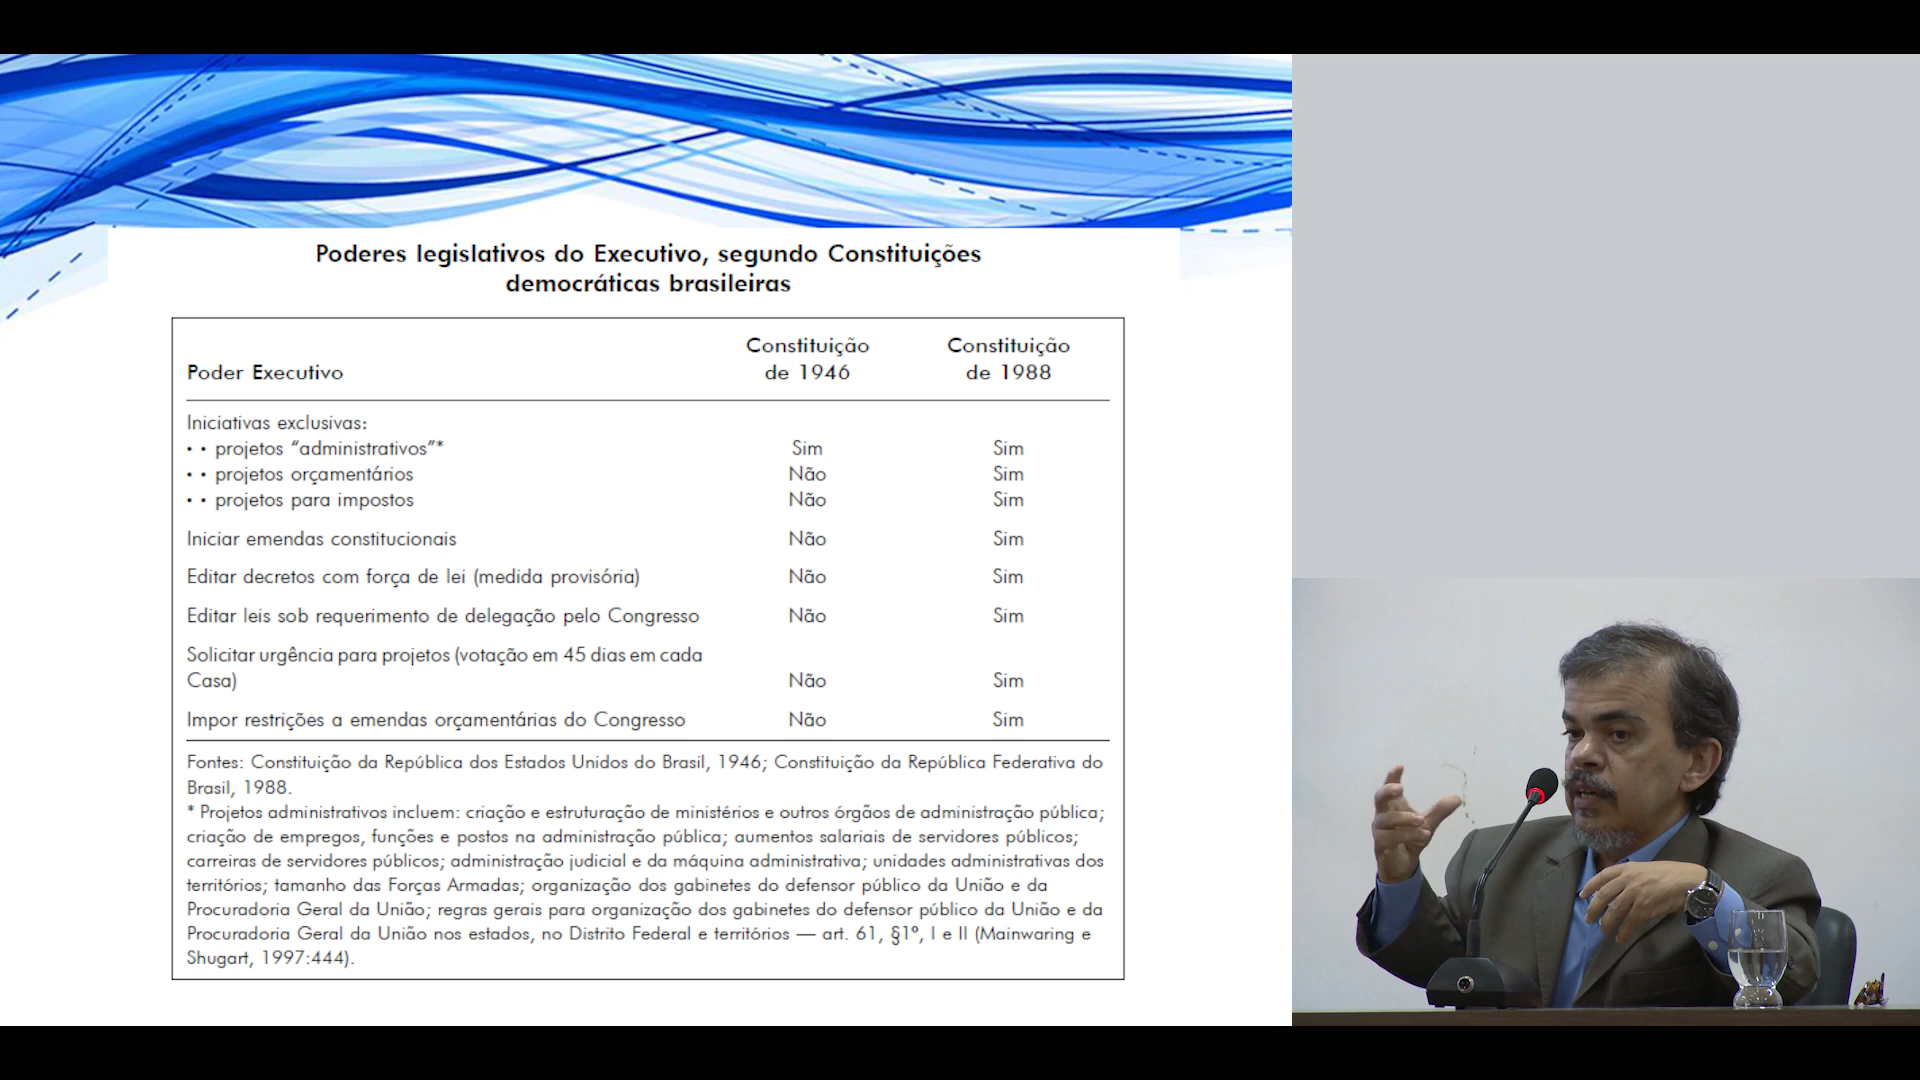 Poderes legislativos do Executivo, segundo Constituições
democráticas brasileiras
Poder Executivo
Constituição
de 1946
Constituição
de 1988
Iniciativas exclusivas:
• • projetos “administrativos”* Sim Sim
• • projetos orçamentários Não Sim
• • projetos para impostos Não Sim
Iniciar emendas constitucionais Não Sim
Editar decretos com força de lei (medida provisória) Não Sim
Editar leis sob requerimento de delegação pelo Congresso Não Sim
Solicitar urgência para projetos (votação em 45 dias em cada
Casa) Não Sim
Impor restrições a emendas orçamentárias do Congresso Não Sim
Fontes: Constituição da República dos Estados Unidos do Brasil, 1946; Constituição da República Federativa do
Brasil, 1988.
* Projetos administrativos incluem: criação e estruturação de ministérios e outros órgãos de administração pública;
criação de empregos, funções e postos na administração pública; aumentos salariais de servidores públicos;
carreiras de servidores públicos; administração judicial e da máquina administrativa; unidades administrativas dos
territórios; tamanho das Forças Armadas; organização dos gabinetes do defensor público da União e da
Procuradoria Geral da União; regras gerais para organização dos gabinetes do defensor público da União e da
Procuradoria Geral da União nos estados, no Distrito Federal e territórios — art. 61, §1º, I e II (Mainwaring e
Shugart, 1997:444).